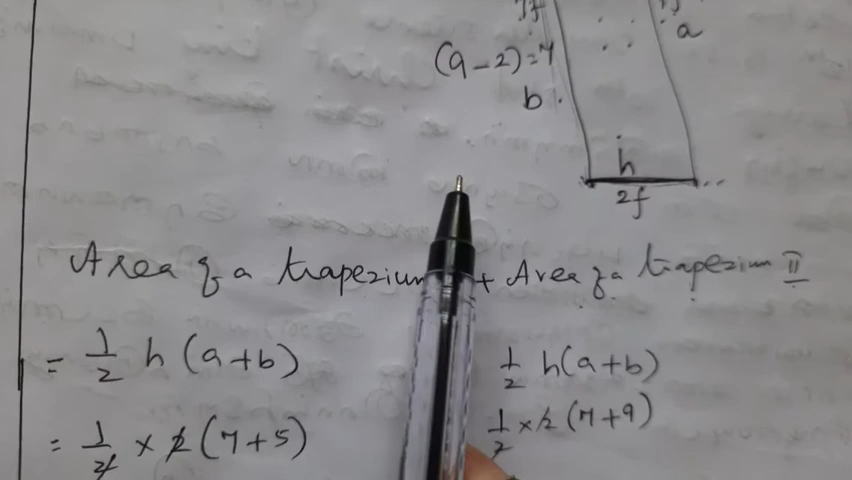 a
(9-2)=7
b
h
2f
Area of a trapezium + Area of a trapezium II
= 1/2 h (a+b) 1/2 h(a+b)
= 1/2 × 2 (7+5) 1/2 × 2 (7+9)